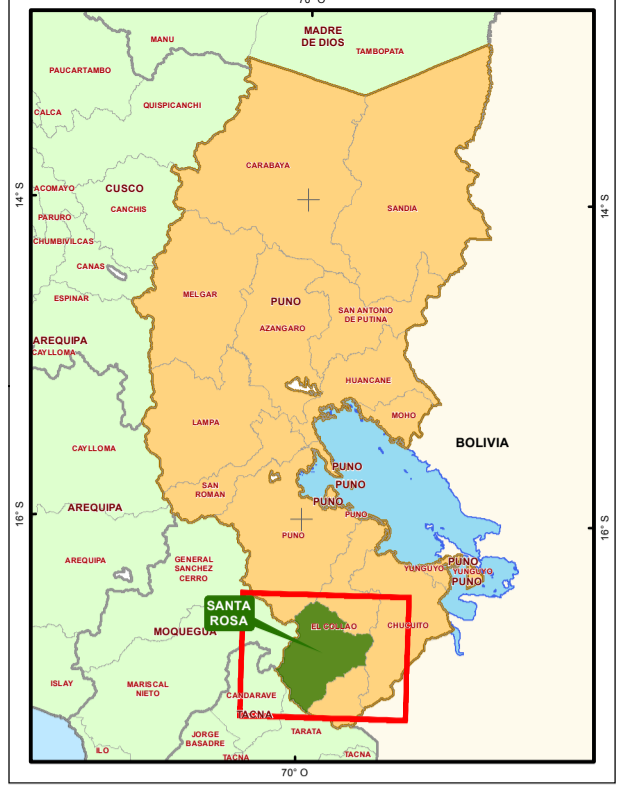 70° O
MADRE
DE DIOS
MANU
TAMBOPATA
PAUCARTAMBO
QUISPICANCHI
CALCA
CARABAYA
14° S
14° S
ACOMAYO
CUSCO
SANDIA
CANCHIS
PARURO
CHUMBIVILCAS
CANAS
ESPINAR
MELGAR
PUNO
SAN ANTONIO
DE PUTINA
AZANGARO
AREQUIPA
CAYLLOMA
HUANCANE
MOHO
LAMPA
BOLIVIA
CAYLLOMA
PUNO
PUNO
SAN
ROMAN
PUNO
AREQUIPA
PUNO
16° S
16° S
PUNO
AREQUIPA
GENERAL
SANCHEZ
CERRO
PUNO
YUNGUYO
YUNGUYO
PUNO
SANTA
ROSA
EL COLLAO
CHUCUITO
MOQUEGUA
ISLAY
MARISCAL
NIETO
CANDARAVE
TACNA
JORGE
BASADRE
TARATA
ILO
TACNA
TACNA
70° O